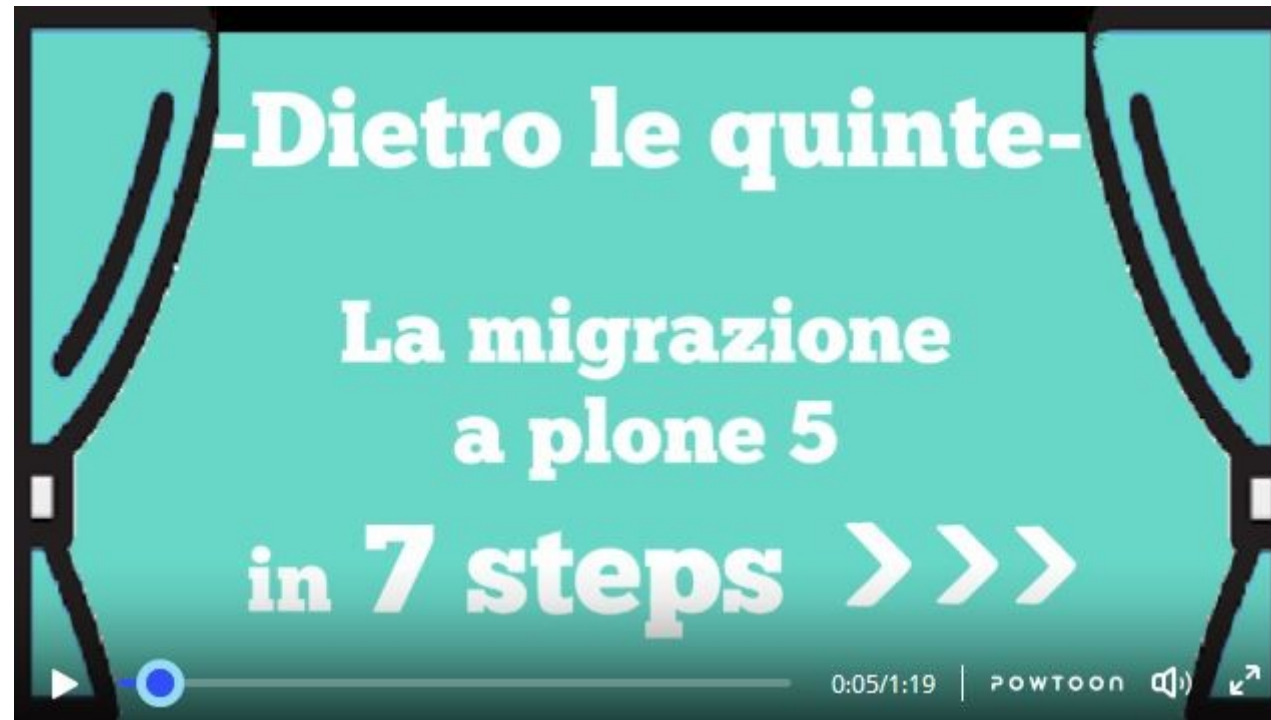 -Dietro le quinte-
La migrazione
a plone 5
in 7 steps >>>
0:05/1:19 | POWTOON